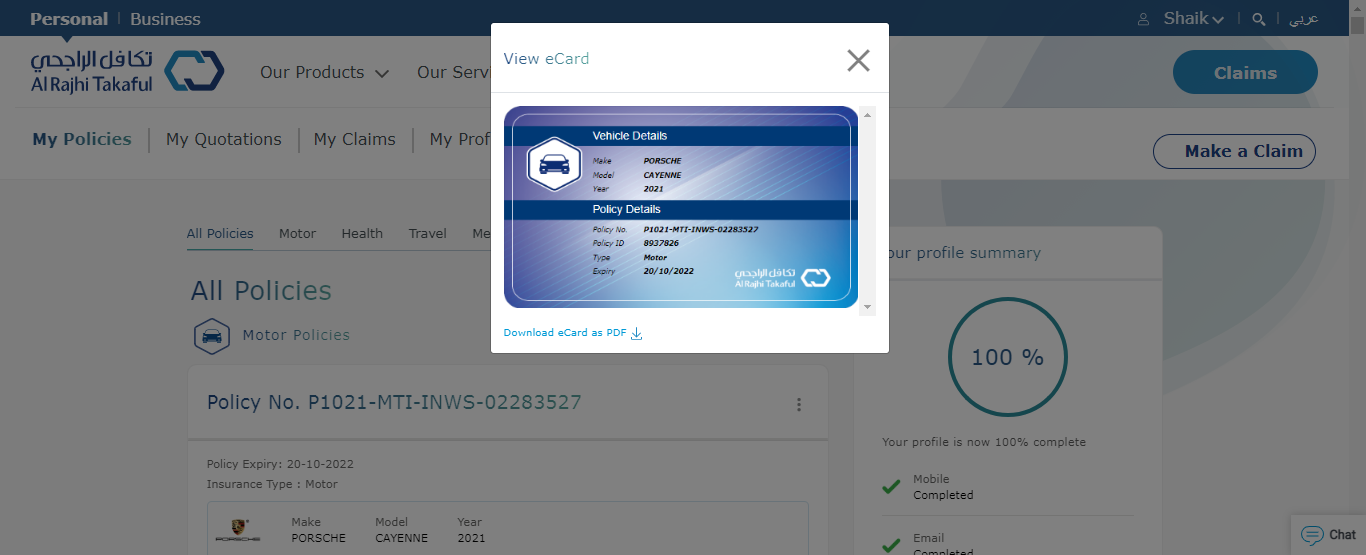 Personal
Business
Shaik
عربي
تكافل الراجحي
Al Rajhi Takaful
Our Products
Our Serv
Claims
My Policies
My Quotations
My Claims
My Prof
Make a Claim
View eCard
Vehicle Details
Make PORSCHE
Model CAYENNE
Year 2021
Policy Details
Policy No. P1021-MTI-INWS-02283527
Policy ID 8937826
Type Motor
Expiry 20/10/2022
تكافل الراجحي
Al Rajhi Takaful
Download eCard as PDF
All Policies
Motor
Health
Travel
Me
All Policies
Motor Policies
Policy No. P1021-MTI-INWS-02283527
Policy Expiry: 20-10-2022
Insurance Type : Motor
PORSCHE
Make Model Year
PORSCHE CAYENNE 2021
our profile summary
100 %
Your profile is now 100% complete
Mobile
Completed
Email
Completed
Chat